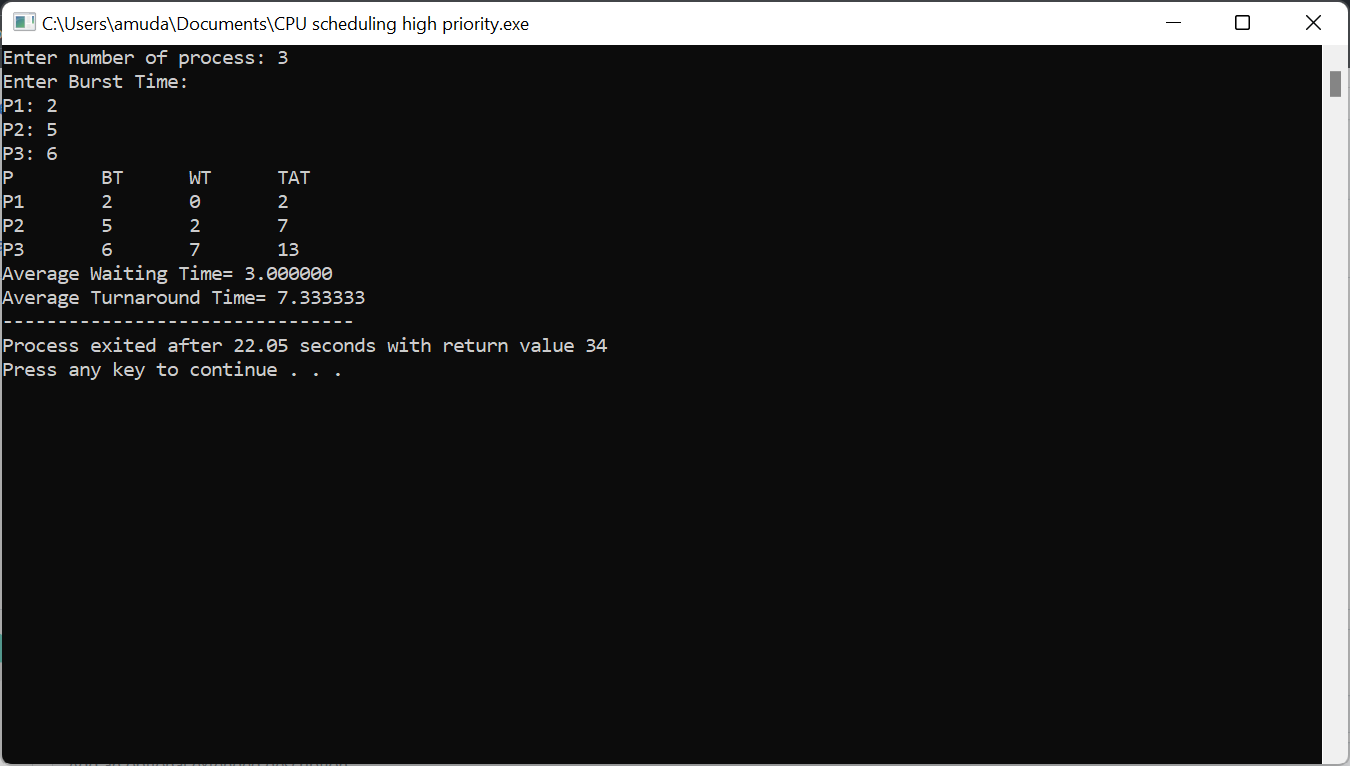 C:\Users\amuda\Documents\CPU scheduling high priority.exe
Enter number of process: 3
Enter Burst Time:
P1: 2
P2: 5
P3: 6
P        BT      WT      TAT
P1       2       0       2
P2       5       2       7
P3       6       7       13
Average Waiting Time= 3.000000
Average Turnaround Time= 7.333333
--------------------------------
Process exited after 22.05 seconds with return value 34
Press any key to continue . . .